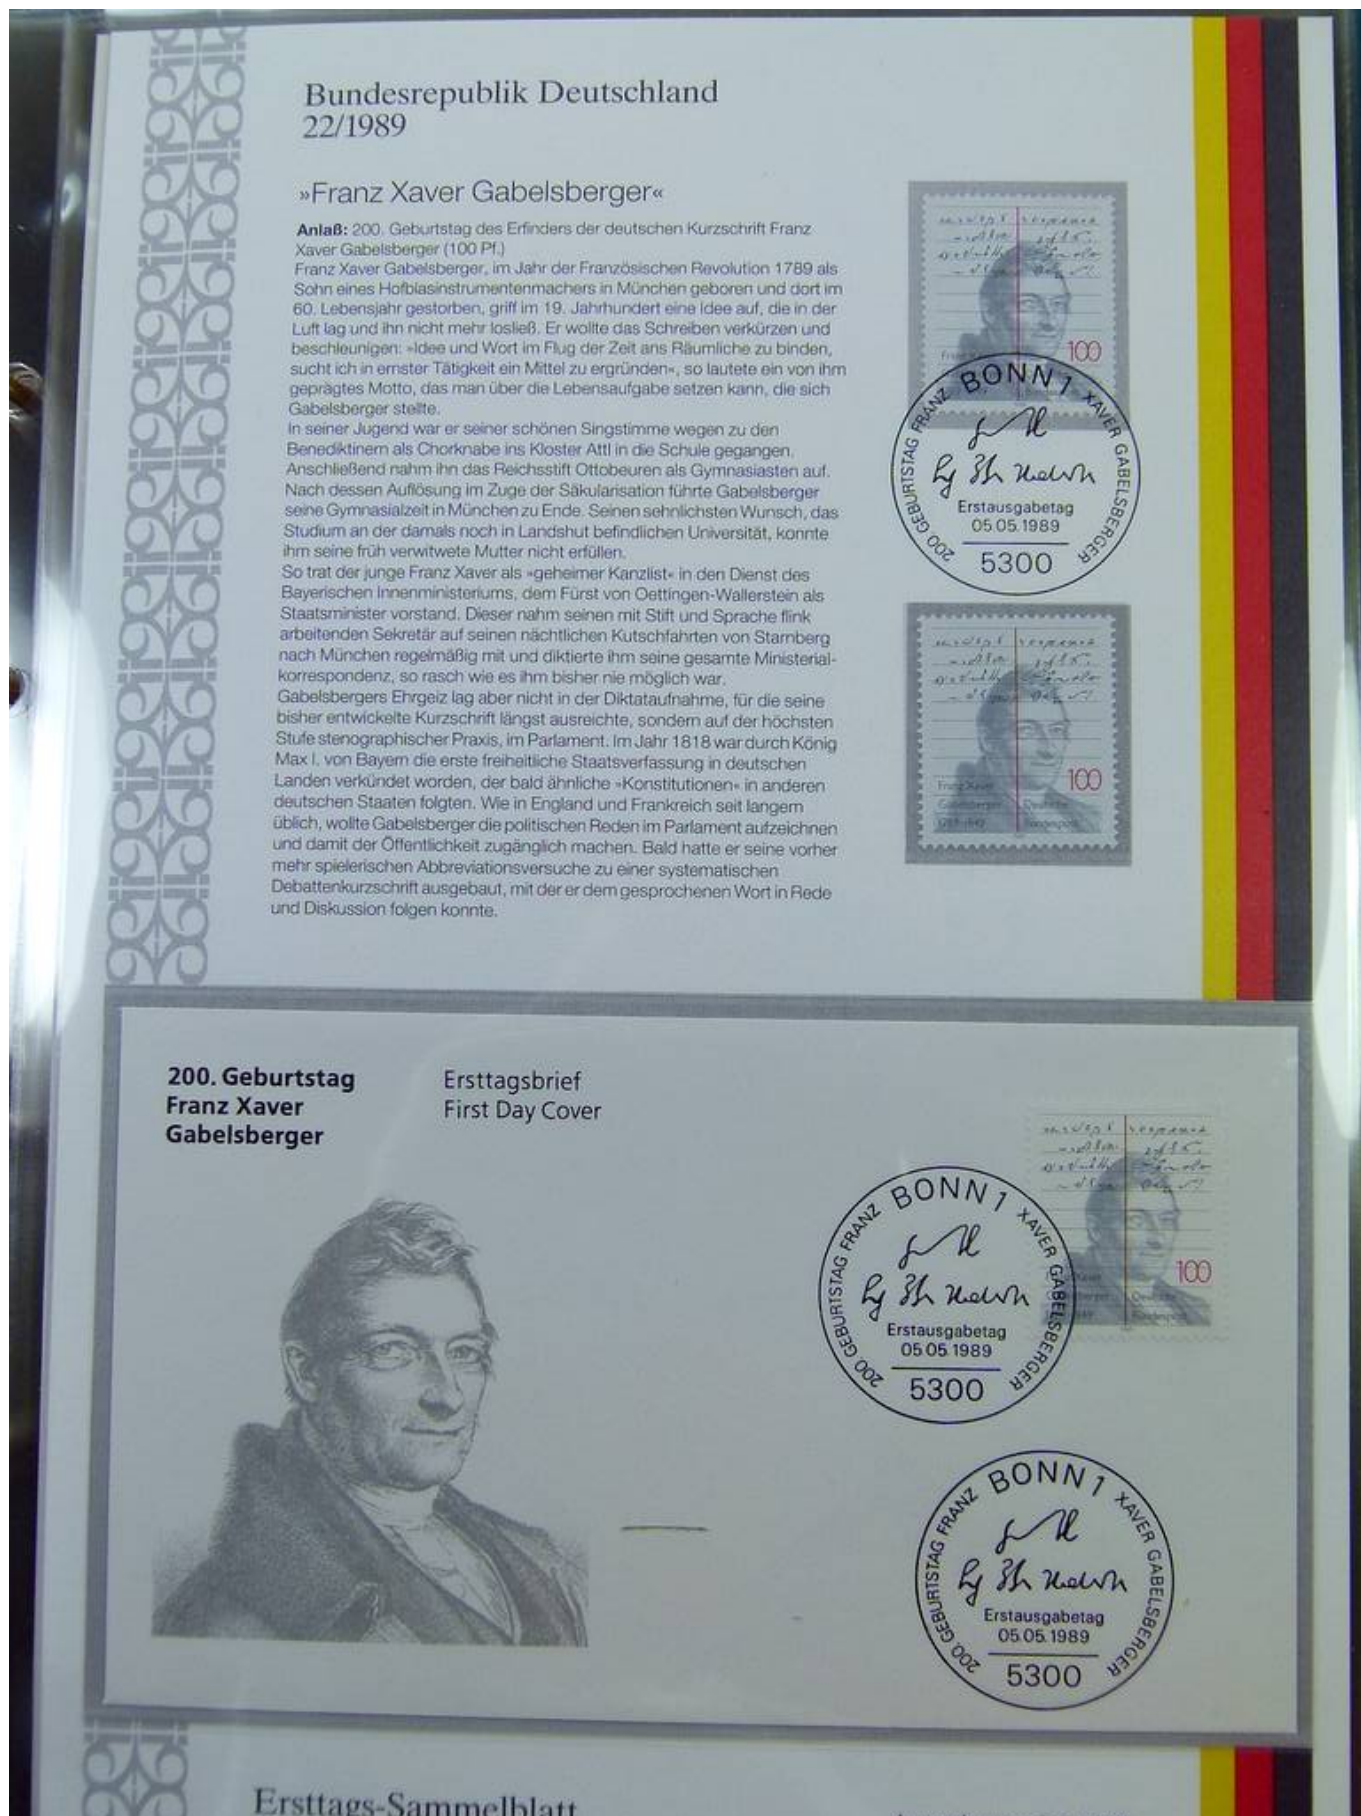 Bundesrepublik Deutschland
22/1989
»Franz Xaver Gabelsberger«
Anlaß: 200. Geburtstag des Erfinders der deutschen Kurzschrift Franz
Xaver Gabelsberger (100 Pf.)
Franz Xaver Gabelsberger, im Jahr der Französischen Revolution 1789 als
Sohn eines Hofblasinstrumentenmachers in München geboren und dort im
60. Lebensjahr gestorben, griff im 19. Jahrhundert eine Idee auf, die in der
Luft lag und ihn nicht mehr losließ. Er wollte das Schreiben verkürzen und
beschleunigen: »Idee und Wort im Flug der Zeit ans Räumliche zu binden,
sucht ich in ernster Tätigkeit ein Mittel zu ergründen«, so lautete ein von ihm
geprägtes Motto, das man über die Lebensaufgabe setzen kann, die sich
Gabelsberger stellte.
In seiner Jugend war er seiner schönen Singstimme wegen zu den
Benediktinern als Chorknabe ins Kloster Attl in die Schule gegangen.
Anschließend nahm ihn das Reichsstift Ottobeuren als Gymnasiasten auf.
Nach dessen Auflösung im Zuge der Säkularisation führte Gabelsberger
seine Gymnasialzeit in München zu Ende. Seinen sehnlichsten Wunsch, das
Studium an der damals noch in Landshut befindlichen Universität, konnte
ihm seine früh verwitwete Mutter nicht erfüllen.
So trat der junge Franz Xaver als »geheimer Kanzlist« in den Dienst des
Bayerischen Innenministeriums, dem Fürst von Oettingen-Wallerstein als
Staatsminister vorstand. Dieser nahm seinen mit Stift und Sprache flink
arbeitenden Sekretär auf seinen nächtlichen Kutschfahrten von Starnberg
nach München regelmäßig mit und diktierte ihm seine gesamte Ministerial-
korrespondenz, so rasch wie es ihm bisher nie möglich war.
Gabelsbergers Ehrgeiz lag aber nicht in der Diktataufnahme, für die seine
bisher entwickelte Kurzschrift längst ausreichte, sondern auf der höchsten
Stufe stenographischer Praxis, im Parlament. Im Jahr 1818 war durch König
Max I. von Bayern die erste freiheitliche Staatsverfassung in deutschen
Landen verkündet worden, der bald ähnliche »Konstitutionen« in anderen
deutschen Staaten folgten. Wie in England und Frankreich seit langem
üblich, wollte Gabelsberger die politischen Reden im Parlament aufzeichnen
und damit der Öffentlichkeit zugänglich machen. Bald hatte er seine vorher
mehr spielerischen Abbreviationsversuche zu einer systematischen
Debattenkurzschrift ausgebaut, mit der er dem gesprochenen Wort in Rede
und Diskussion folgen konnte.
100
BONN 1
200. GEBURTSTAG FRANZ XAVER GABELSBERGER
Erstausgabetag
05.05.1989
5300
100
Franz Xaver
Gabelsberger Deutsche
Bundespost
200. Geburtstag
Franz Xaver
Gabelsberger
Ersttagsbrief
First Day Cover
100
Deutsche
Bundespost
BONN 1
200. GEBURTSTAG FRANZ XAVER GABELSBERGER
Erstausgabetag
05.05.1989
5300
BONN 1
200. GEBURTSTAG FRANZ XAVER GABELSBERGER
Erstausgabetag
05.05.1989
5300
Ersttags-Sammelblatt